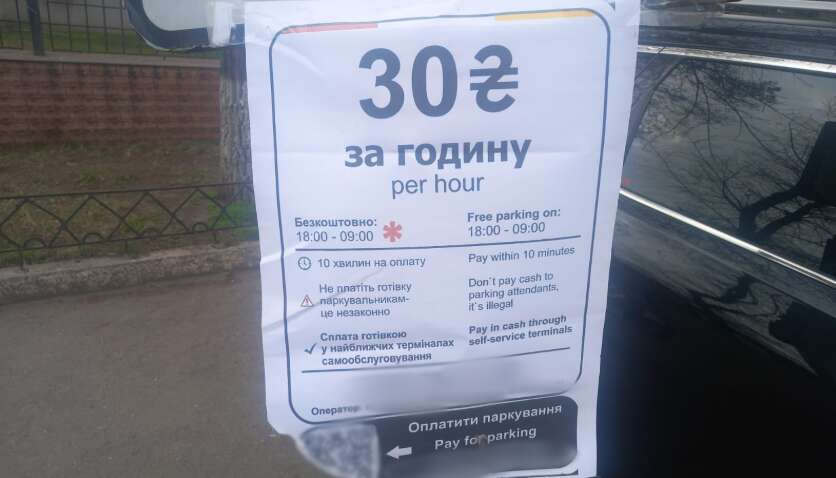 30 ₴
за годину
per hour
Безкоштовно:
18:00 - 09:00 *
Free parking on:
18:00 - 09:00
10 хвилин на оплату
Pay within 10 minutes
Не платіть готівку
паркувальникам-
це незаконно
Don`t pay cash to
parking attendants,
it`s illegal
Сплата готівкою
у найближчих терміналах
самообслуговування
Pay in cash through
self-service terminals
Оператор:
Оплатити паркування
Pay for parking